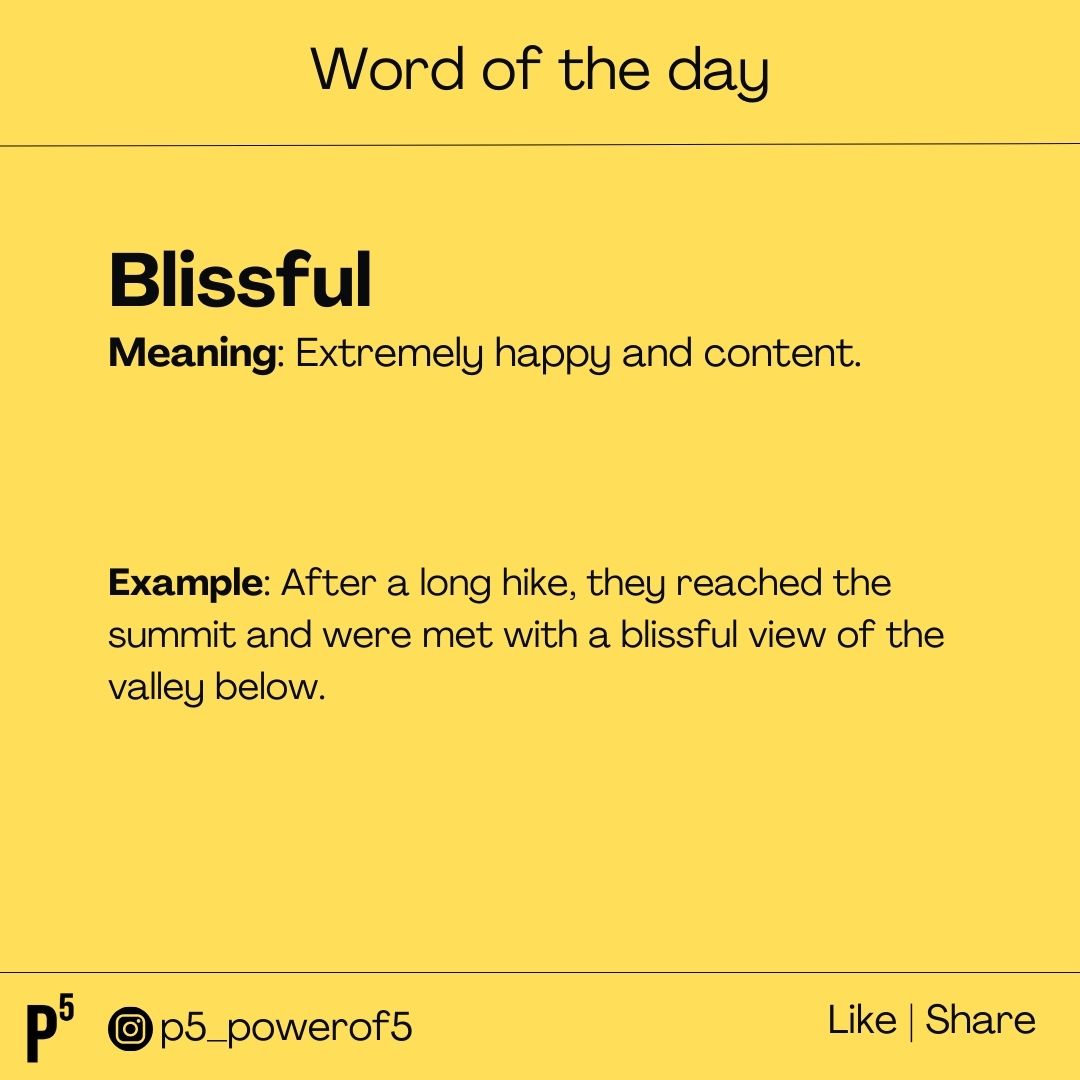 Word of the day
Blissful
Meaning: Extremely happy and content.
Example: After a long hike, they reached the
summit and were met with a blissful view of the
valley below.
P5 p5_powerof5
Like | Share